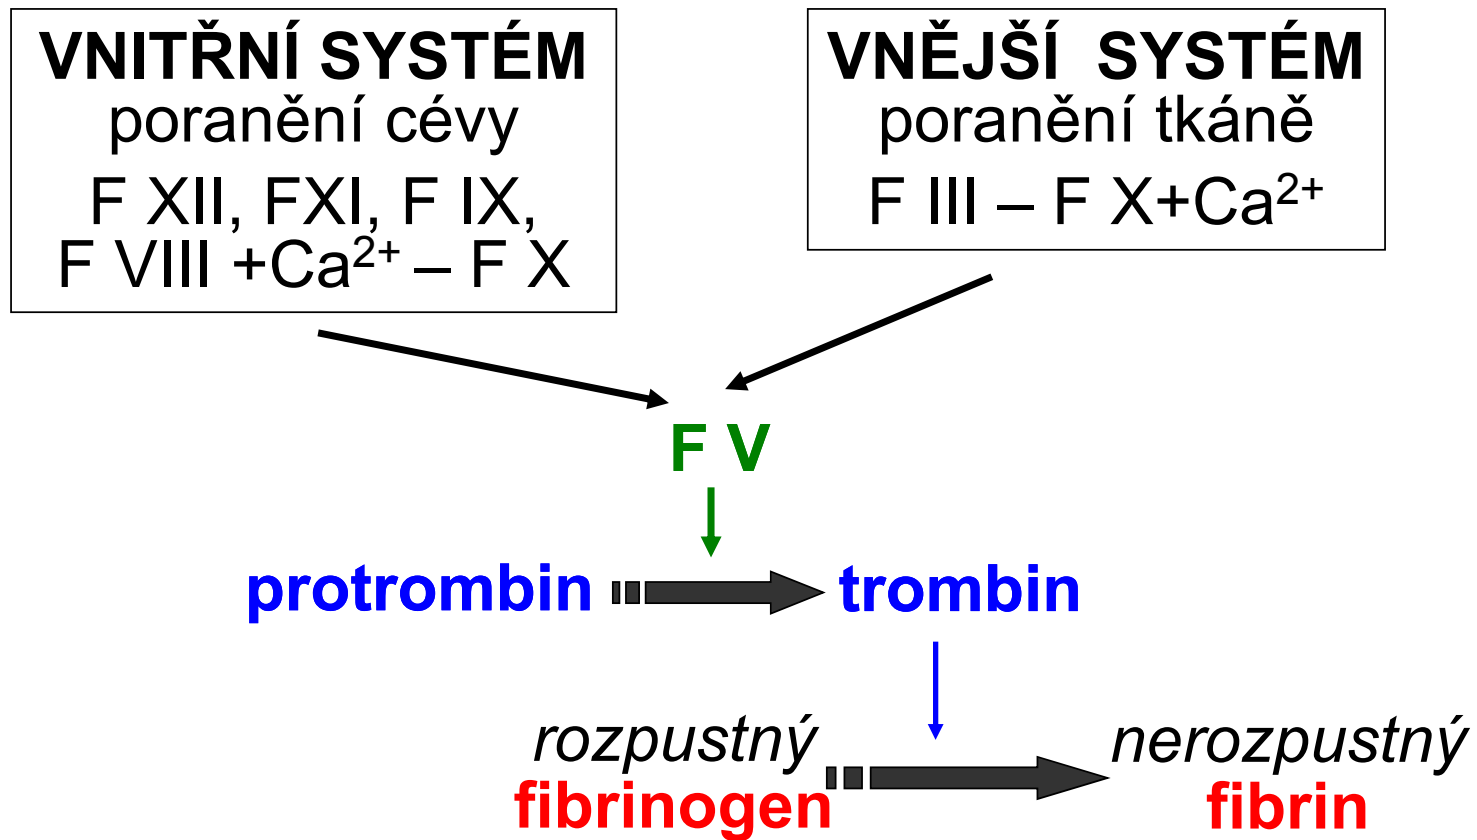 VNITŘNÍ SYSTÉM
poranění cévy
F XII, FXI, F IX,
F VIII +Ca²⁺ – F X
VNĚJŠÍ SYSTÉM
poranění tkáně
F III – F X+Ca²⁺
F V
protrombin
trombin
rozpustný
fibrinogen
nerozpustný
fibrin